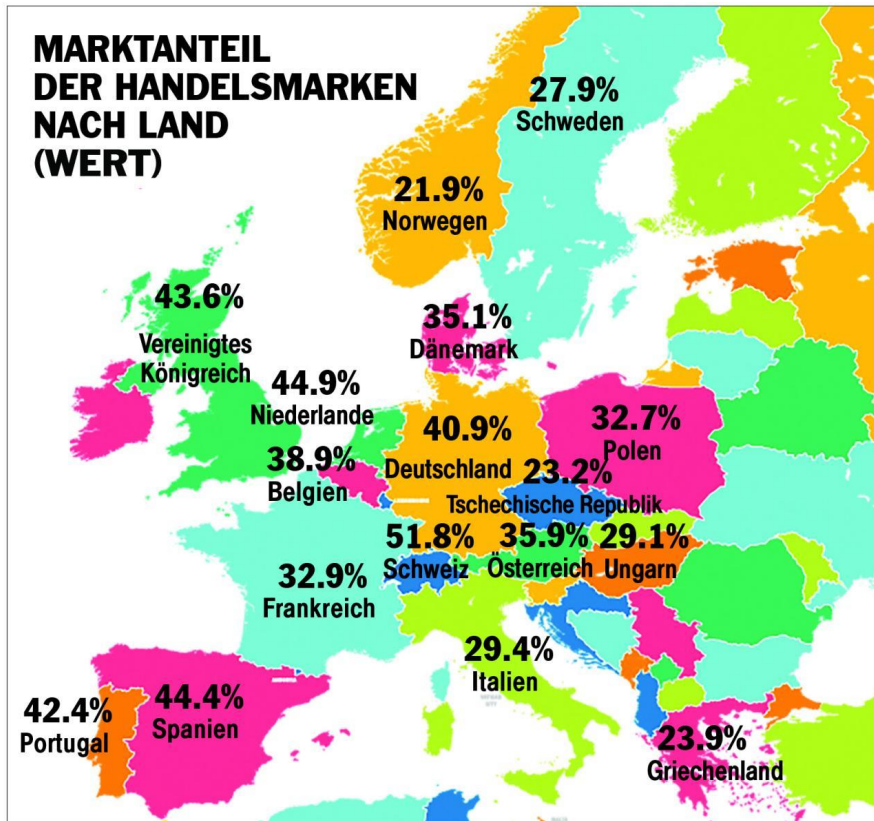 MARKTANTEIL
DER HANDELSMARKEN
NACH LAND
(WERT)
27.9%
Schweden
21.9%
Norwegen
43.6%
Vereinigtes
Königreich
35.1%
Dänemark
44.9%
Niederlande
40.9%
Deutschland
32.7%
Polen
38.9%
Belgien
23.2%
Tschechische Republik
51.8%
Schweiz
35.9%
Österreich
29.1%
Ungarn
32.9%
Frankreich
29.4%
Italien
42.4%
Portugal
44.4%
Spanien
23.9%
Griechenland